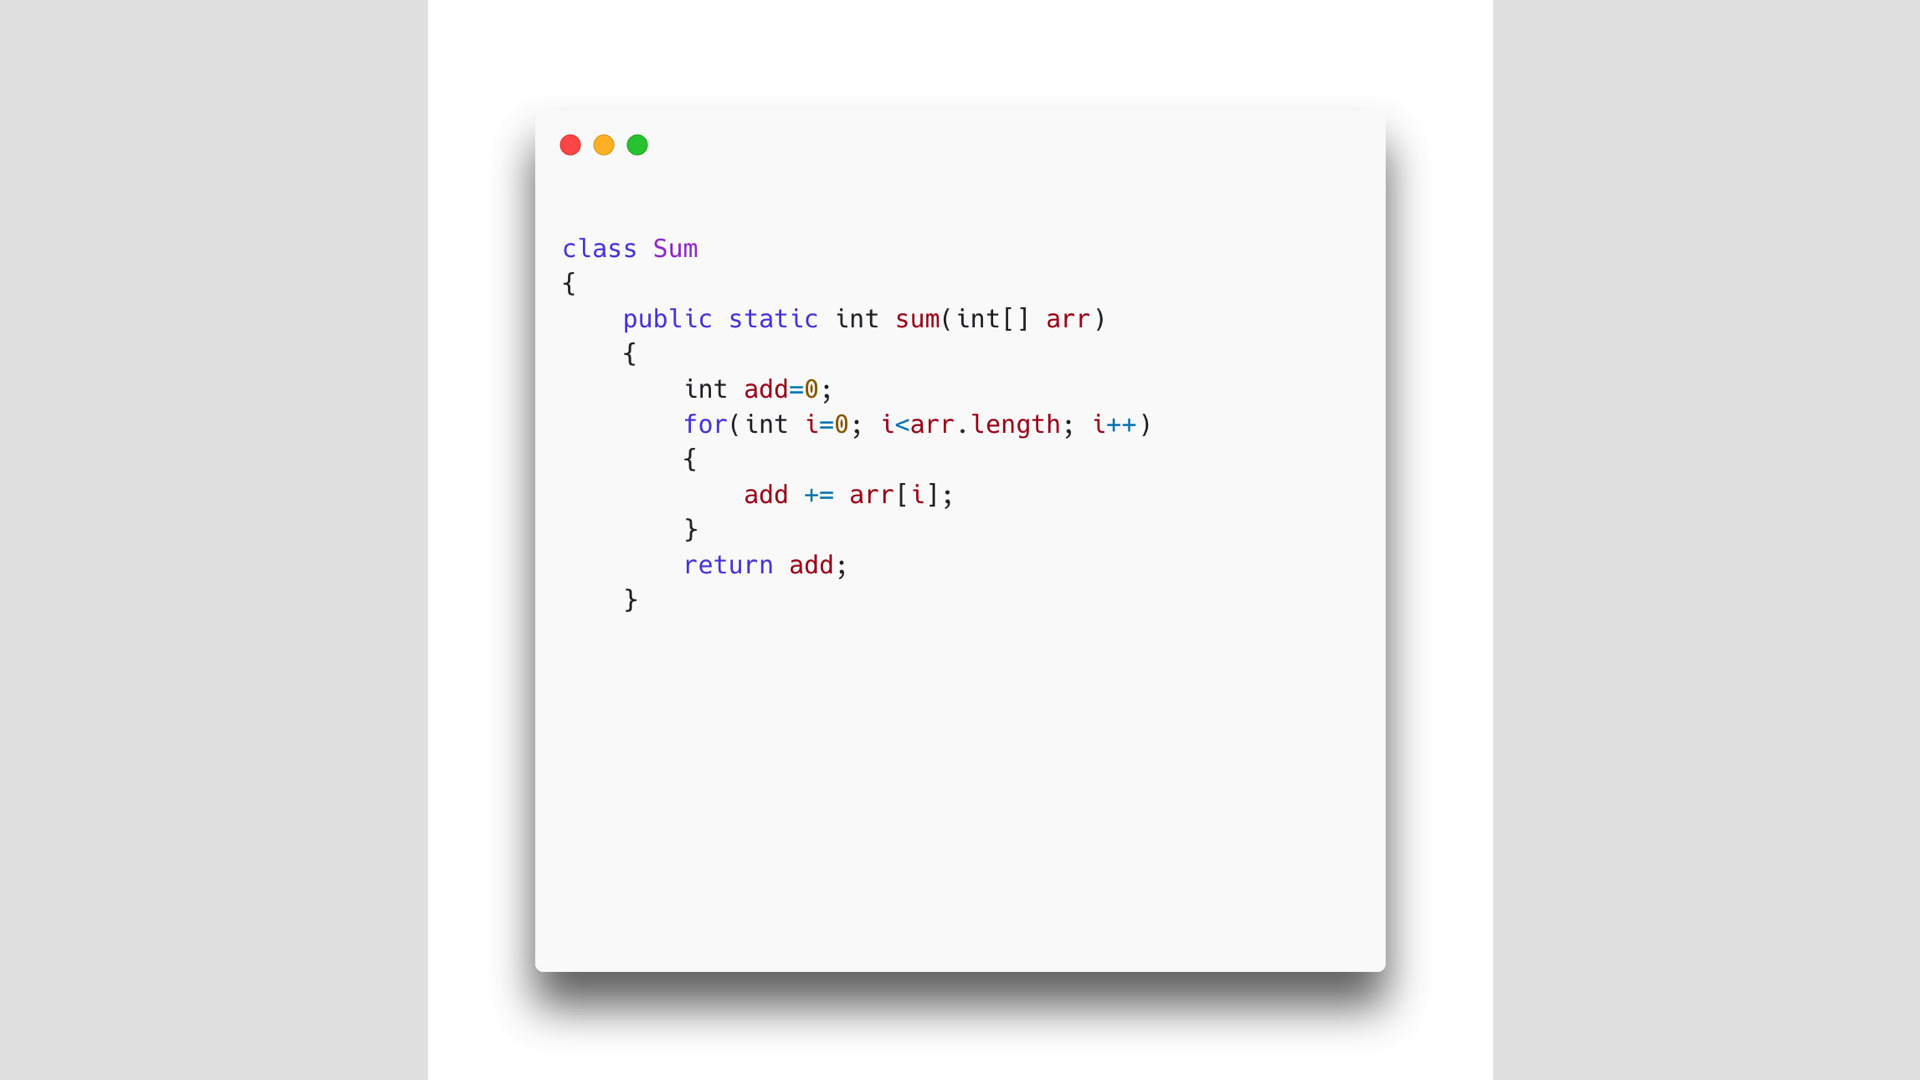 class Sum
{
    public static int sum(int[] arr)
    {
        int add=0;
        for(int i=0; i<arr.length; i++)
        {
            add += arr[i];
        }
        return add;
    }